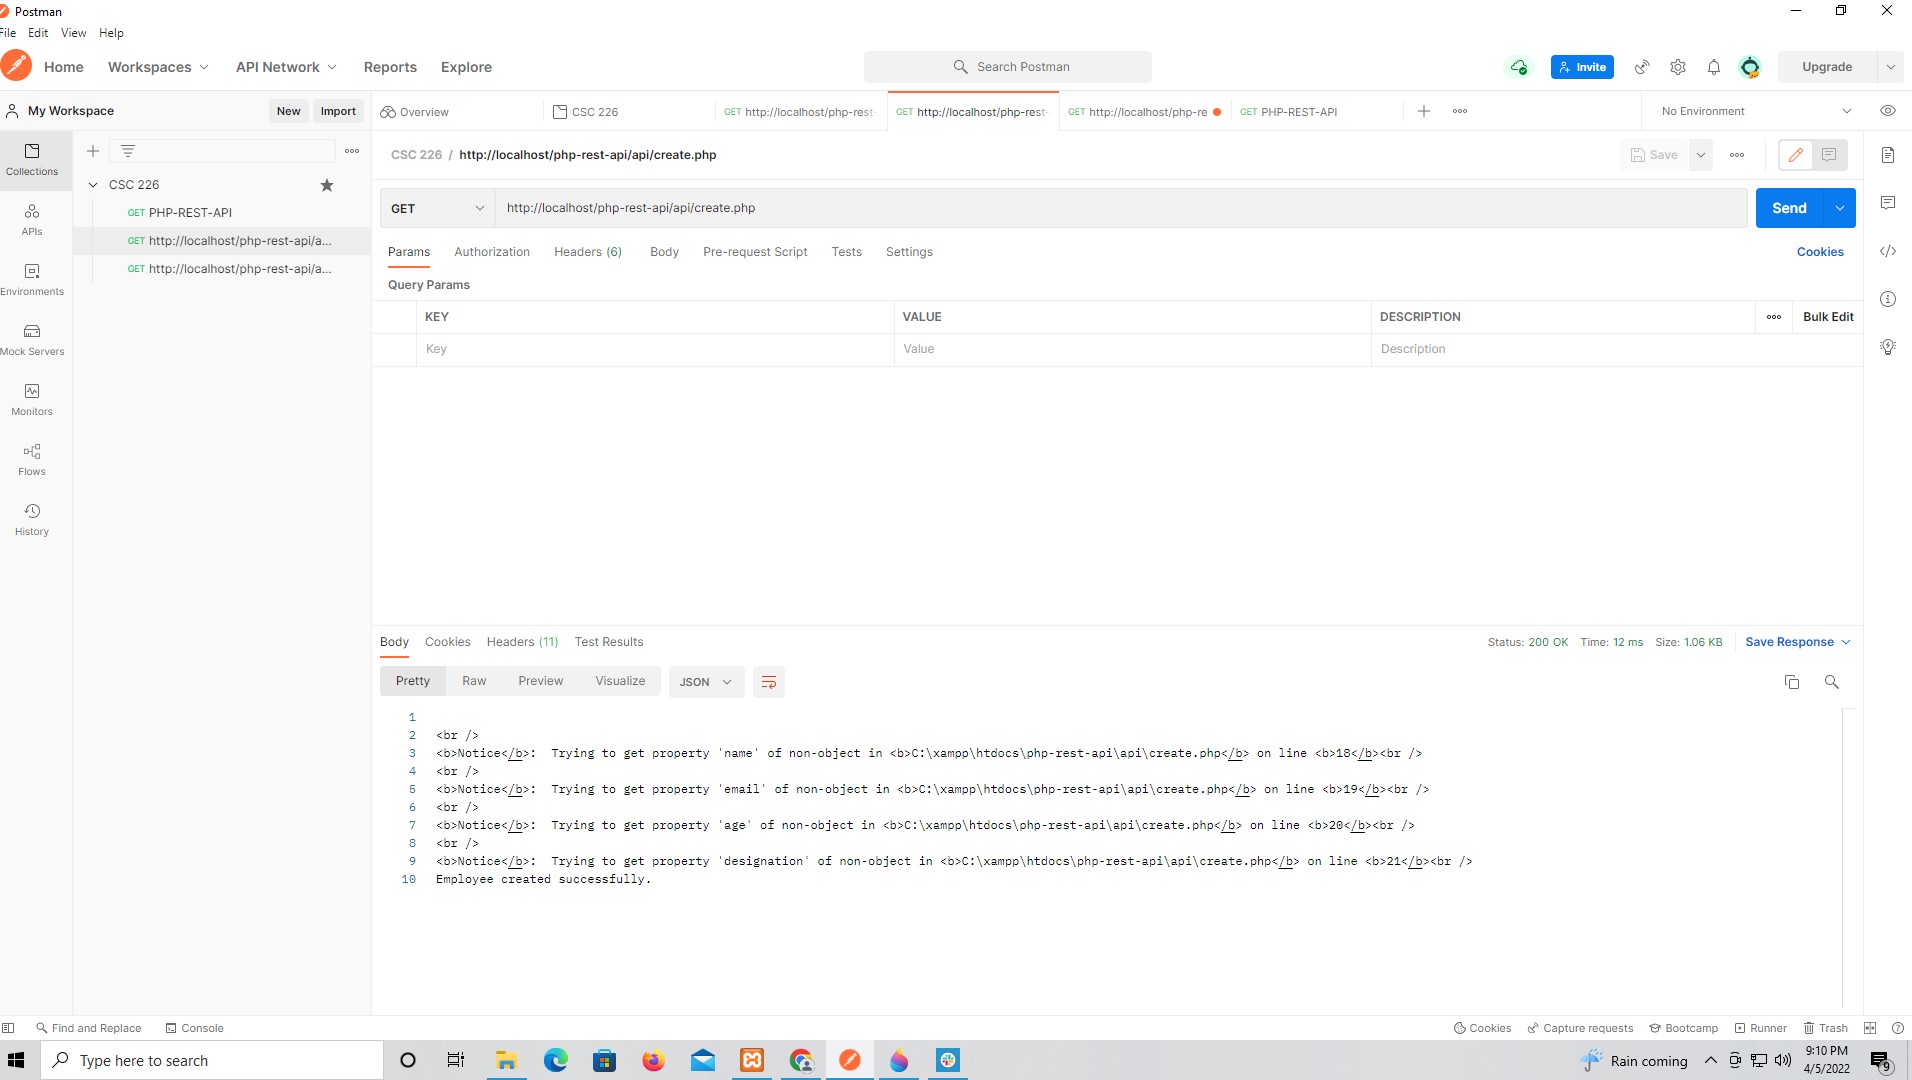 Postman
File Edit View Help
Home Workspaces API Network Reports Explore
Search Postman
Invite
Upgrade
My Workspace
New Import
Overview
CSC 226
GET http://localhost/php-rest-
GET http://localhost/php-rest-
GET http://localhost/php-re
GET PHP-REST-API
No Environment
Collections
APIs
Environments
Mock Servers
Monitors
Flows
History
CSC 226
GET PHP-REST-API
GET http://localhost/php-rest-api/a...
GET http://localhost/php-rest-api/a...
CSC 226 / http://localhost/php-rest-api/api/create.php
Save
GET http://localhost/php-rest-api/api/create.php
Send
Params Authorization Headers (6) Body Pre-request Script Tests Settings
Cookies
Query Params
KEY VALUE DESCRIPTION Bulk Edit
Key Value Description
Body Cookies Headers (11) Test Results
Status: 200 OK Time: 12 ms Size: 1.06 KB Save Response
Pretty Raw Preview Visualize JSON
1
2 <br />
3 <b>Notice</b>:  Trying to get property 'name' of non-object in <b>C:\xampp\htdocs\php-rest-api\api\create.php</b> on line <b>18</b><br />
4 <br />
5 <b>Notice</b>:  Trying to get property 'email' of non-object in <b>C:\xampp\htdocs\php-rest-api\api\create.php</b> on line <b>19</b><br />
6 <br />
7 <b>Notice</b>:  Trying to get property 'age' of non-object in <b>C:\xampp\htdocs\php-rest-api\api\create.php</b> on line <b>20</b><br />
8 <br />
9 <b>Notice</b>:  Trying to get property 'designation' of non-object in <b>C:\xampp\htdocs\php-rest-api\api\create.php</b> on line <b>21</b><br />
10 Employee created successfully.
Find and Replace Console
Cookies Capture requests Bootcamp Runner Trash
Type here to search
Rain coming
9:10 PM
4/5/2022
9